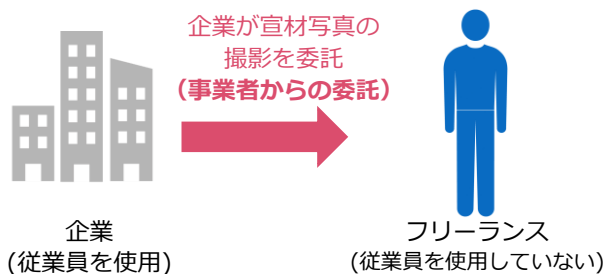 企業が宣材写真の
撮影を委託
（事業者からの委託）
企業
(従業員を使用)
フリーランス
(従業員を使用していない)